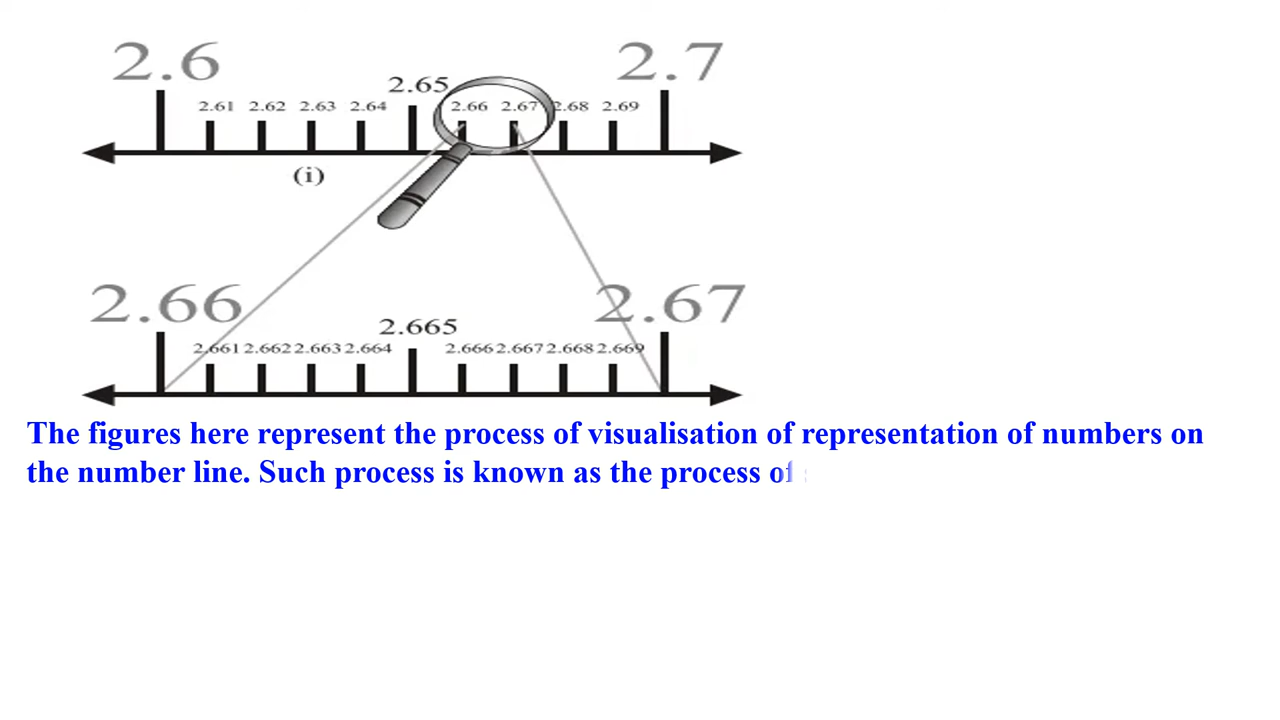 2.6 2.7
2.65
2.61 2.62 2.63 2.64 2.66 2.67 2.68 2.69
(i)
2.66 2.67
2.665
2.661 2.662 2.663 2.664 2.666 2.667 2.668 2.669
The figures here represent the process of visualisation of representation of numbers on
the number line. Such process is known as the process of